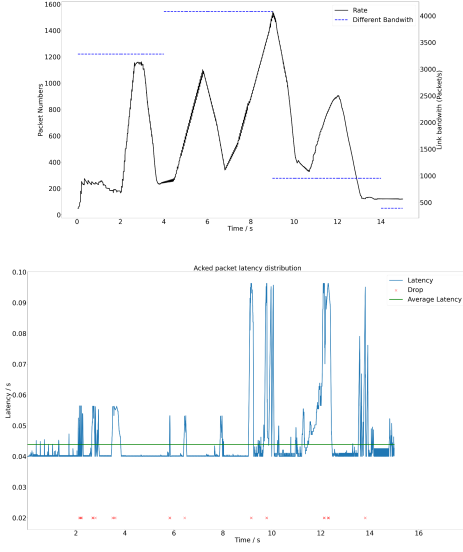 1600
1400
1200
1000
800
600
400
200
0
Packet Numbers
0 2 4 6 8 10 12 14
Time / s
4000
3500
3000
2500
2000
1500
1000
500
Link bandwith (Packet/s)
Rate
Different Bandwith
Acked packet latency distribution
0.10
0.09
0.08
0.07
0.06
0.05
0.04
0.03
0.02
Latency / s
2 4 6 8 10 12 14 16
Time / s
Latency
Drop
Average Latency